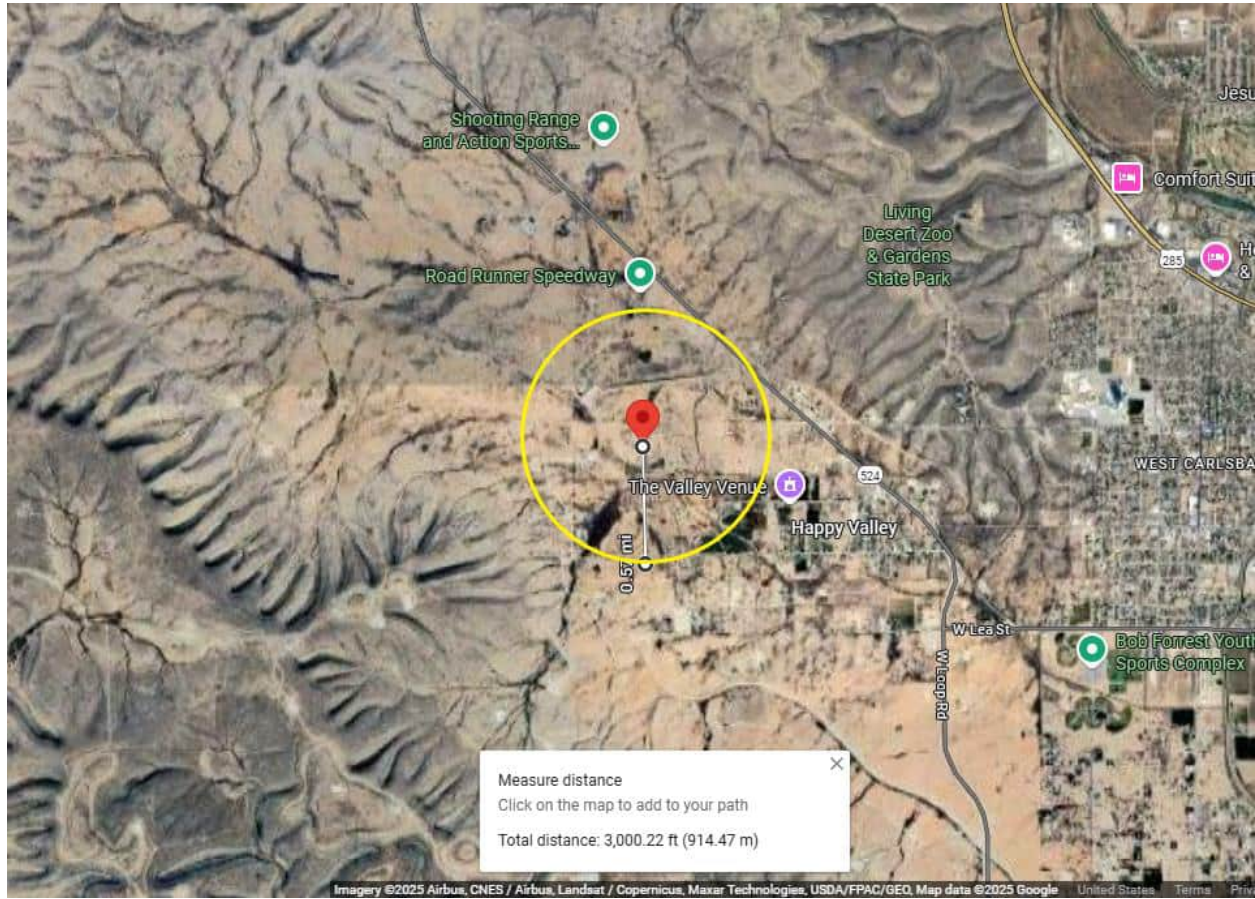 Jesu
Shooting Range
and Action Sports...
Comfort Suit
Living
Desert Zoo
& Gardens
State Park
285
He
&
Road Runner Speedway
WEST CARLSBA
524
The Valley Venue
Happy Valley
0.57 mi
W Lea St
Bob Forrest Youth
Sports Complex
W Loop Rd
Measure distance
Click on the map to add to your path
Total distance: 3,000.22 ft (914.47 m)
Imagery ©2025 Airbus, CNES / Airbus, Landsat / Copernicus, Maxar Technologies, USDA/FPAC/GEO, Map data ©2025 Google United States Terms Priv